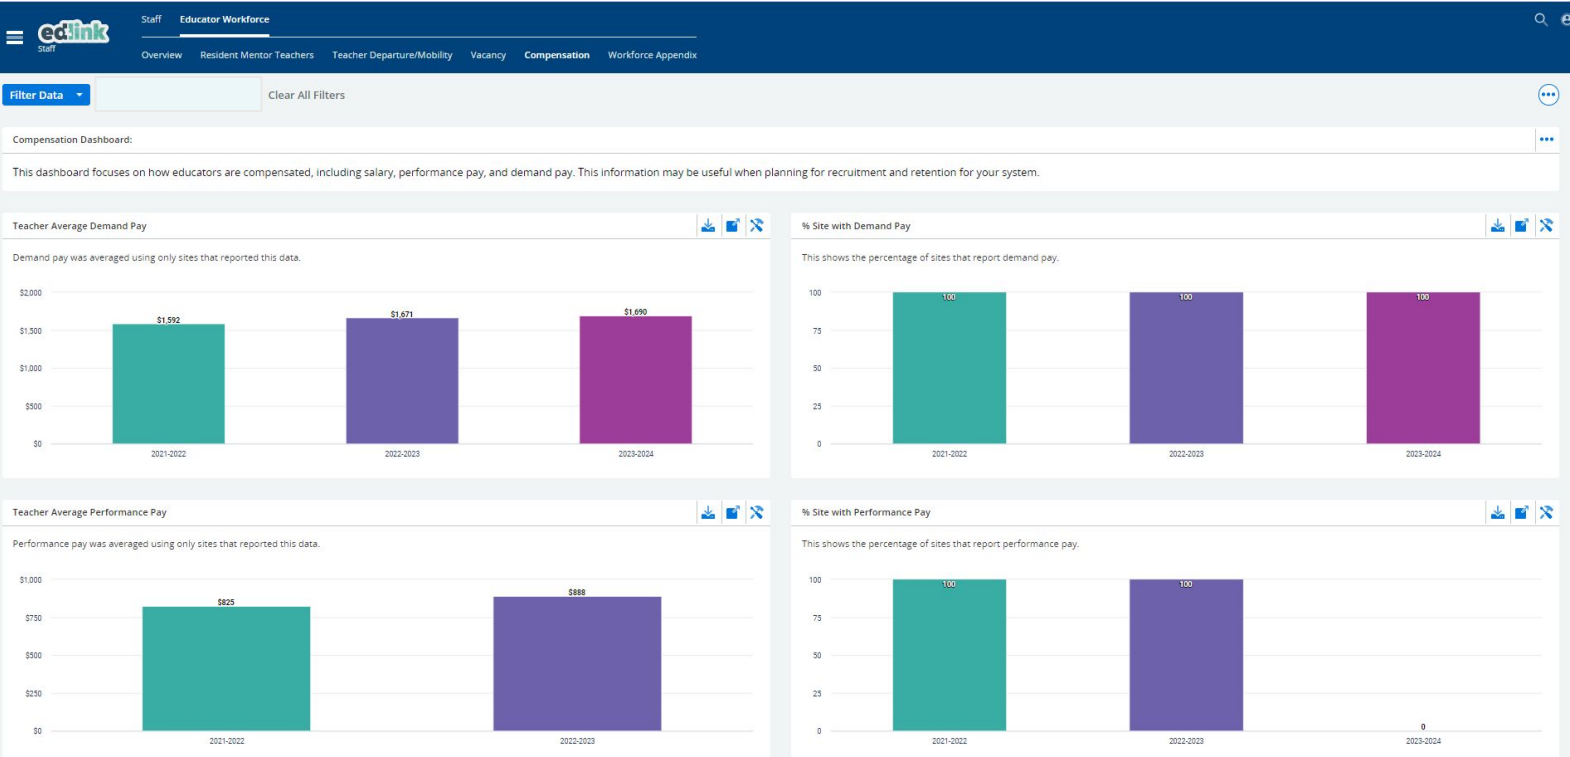 Staff Educator Workforce
edlink
Staff
Overview Resident Mentor Teachers Teacher Departure/Mobility Vacancy Compensation Workforce Appendix
Filter Data Clear All Filters
Compensation Dashboard:
This dashboard focuses on how educators are compensated, including salary, performance pay, and demand pay. This information may be useful when planning for recruitment and retention for your system.
Teacher Average Demand Pay
Demand pay was averaged using only sites that reported this data.
$2,000
$1,500
$1,000
$500
$0
$1,592
$1,671
$1,690
2021-2022 2022-2023 2023-2024
% Site with Demand Pay
This shows the percentage of sites that report demand pay.
100
75
50
25
0
100 100 100
2021-2022 2022-2023 2023-2024
Teacher Average Performance Pay
Performance pay was averaged using only sites that reported this data.
$1,000
$750
$500
$250
$0
$825
$888
2021-2022 2022-2023
% Site with Performance Pay
This shows the percentage of sites that report performance pay.
100
75
50
25
0
100 100 0
2021-2022 2022-2023 2023-2024